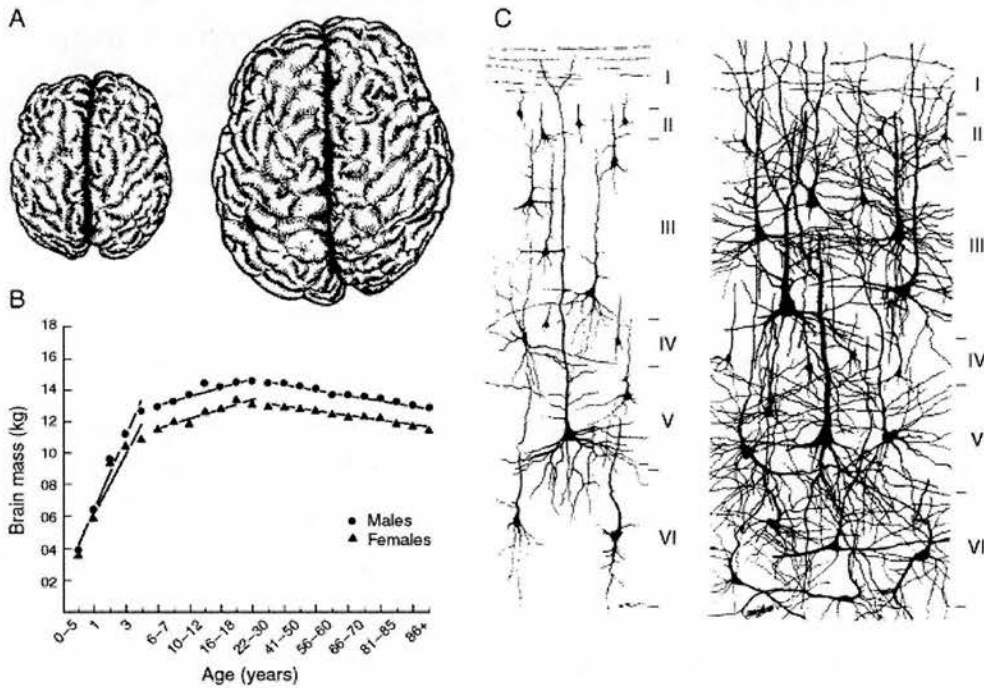 A
B
Brain mass (kg)
18
16
14
12
10
08
06
04
02
Males
Females
0–5
1
3
6–7
10–12
16–18
22–30
41–50
56–60
66–70
81–85
86+
Age (years)
C
I
II
III
IV
V
VI
I
II
III
IV
V
VI